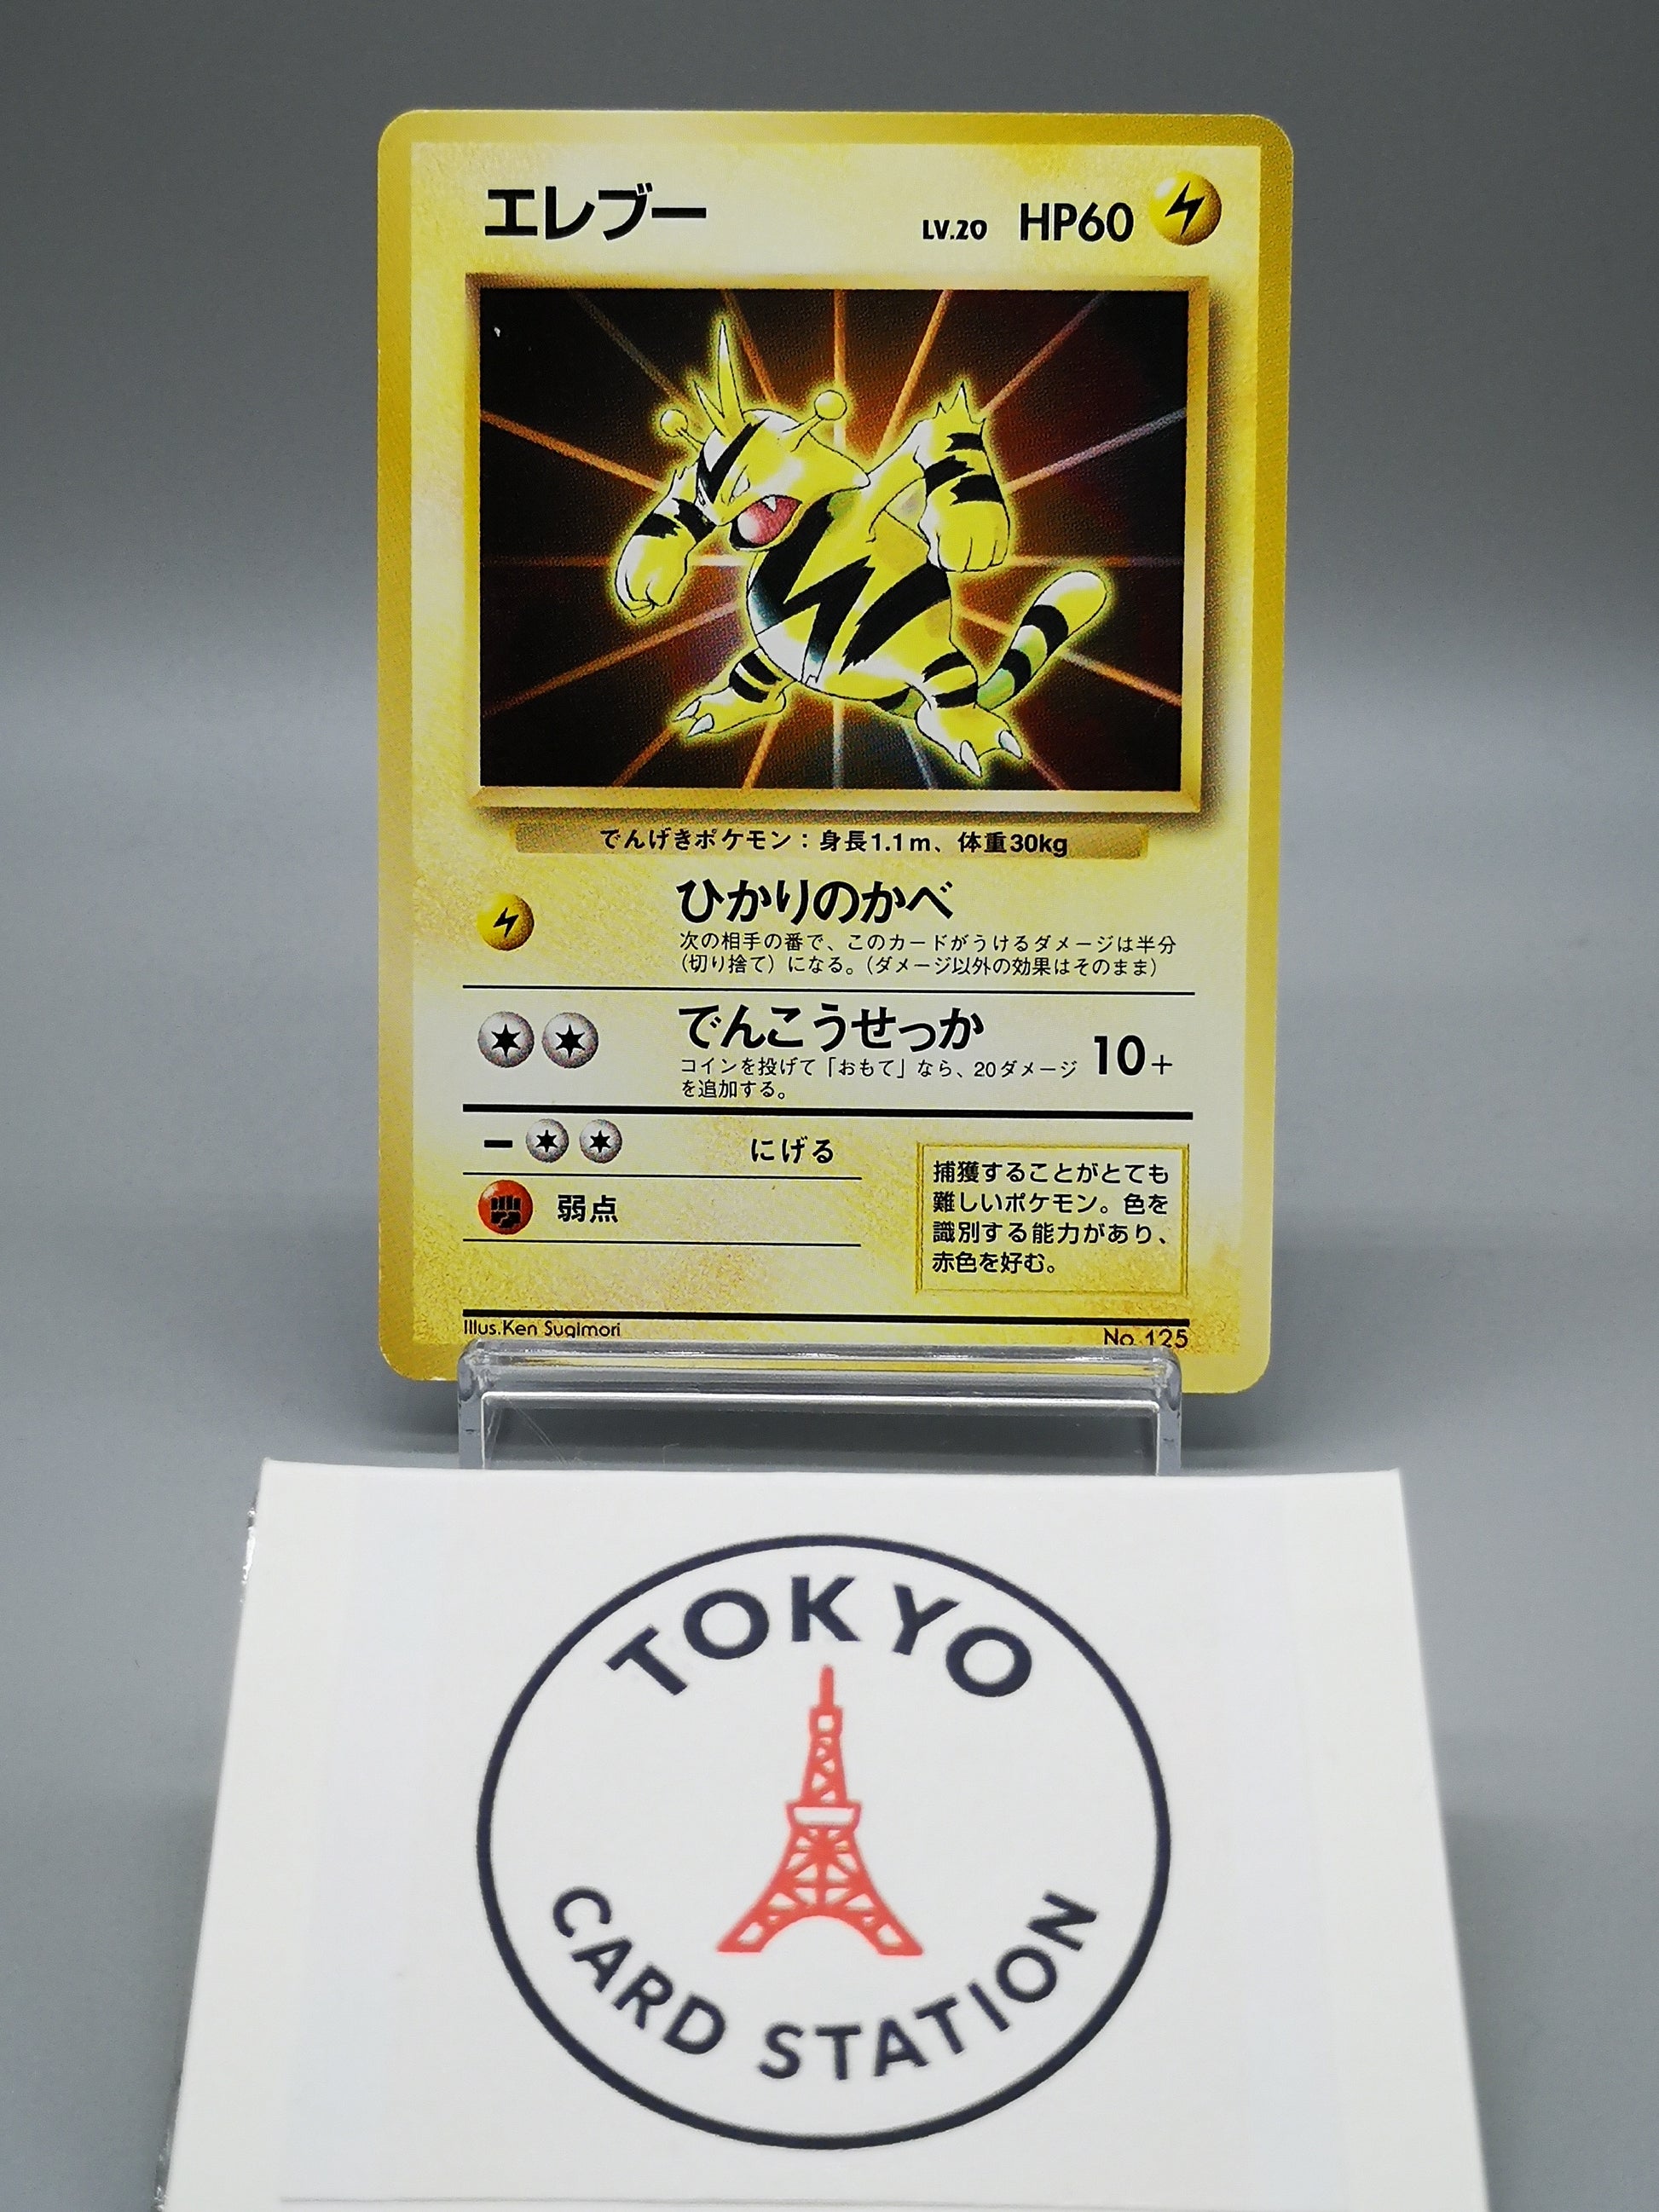 エレブー
LV.20 HP60
でんげきポケモン：身長1.1m、体重30kg
ひかりのかべ
次の相手の番で、このカードがうけるダメージは半分
（切り捨て）になる。（ダメージ以外の効果はそのまま）
でんこうせっか
10+
コインを投げて「おもて」なら、20ダメージ
を追加する。
にげる
弱点
捕獲することがとても
難しいポケモン。色を
識別する能力があり、
赤色を好む。
Illus.Ken Sugimori
No. 125
TOKYO
CARD STATION